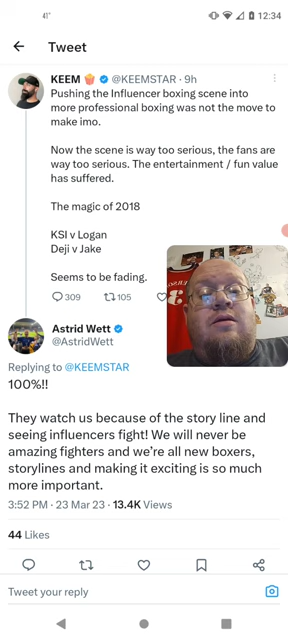 41°
12:34
Tweet
KEEM 🍿 @KEEMSTAR · 9h
Pushing the Influencer boxing scene into
more professional boxing was not the move to
make imo.
Now the scene is way too serious, the fans are
way too serious. The entertainment / fun value
has suffered.
The magic of 2018
KSI v Logan
Deji v Jake
Seems to be fading.
309 105
Astrid Wett
@AstridWett
Replying to @KEEMSTAR
100%!!
They watch us because of the story line and
seeing influencers fight! We will never be
amazing fighters and we're all new boxers,
storylines and making it exciting is so much
more important.
3:52 PM · 23 Mar 23 · 13.4K Views
44 Likes
Tweet your reply